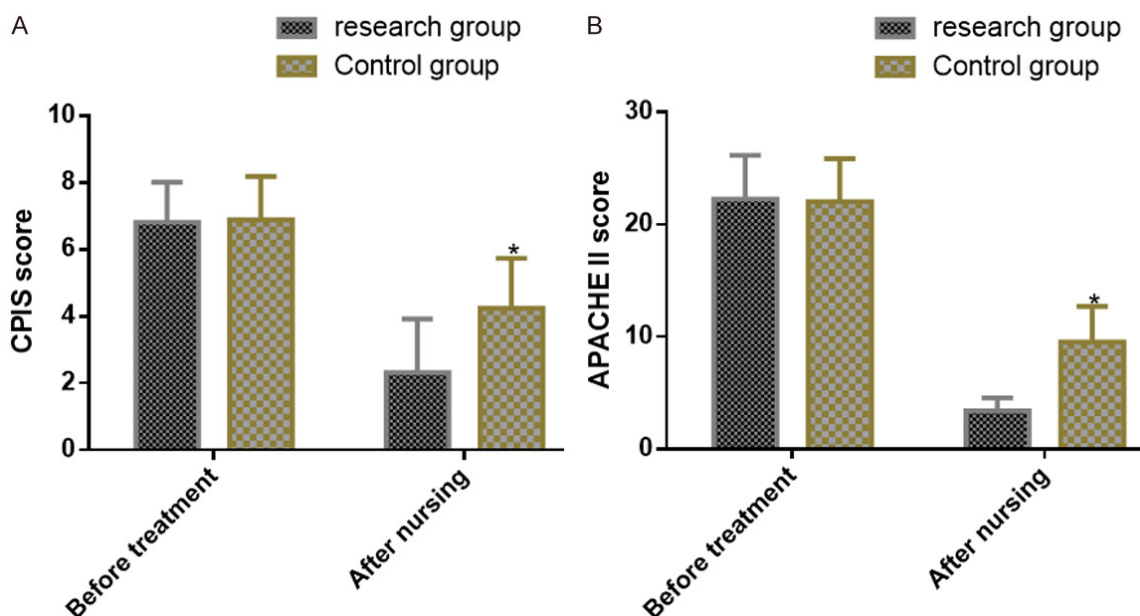 A
research group
Control group
CPIS score
10
8
6
4
2
0
*
Before treatment
After nursing
B
research group
Control group
APACHE II score
30
20
10
0
*
Before treatment
After nursing